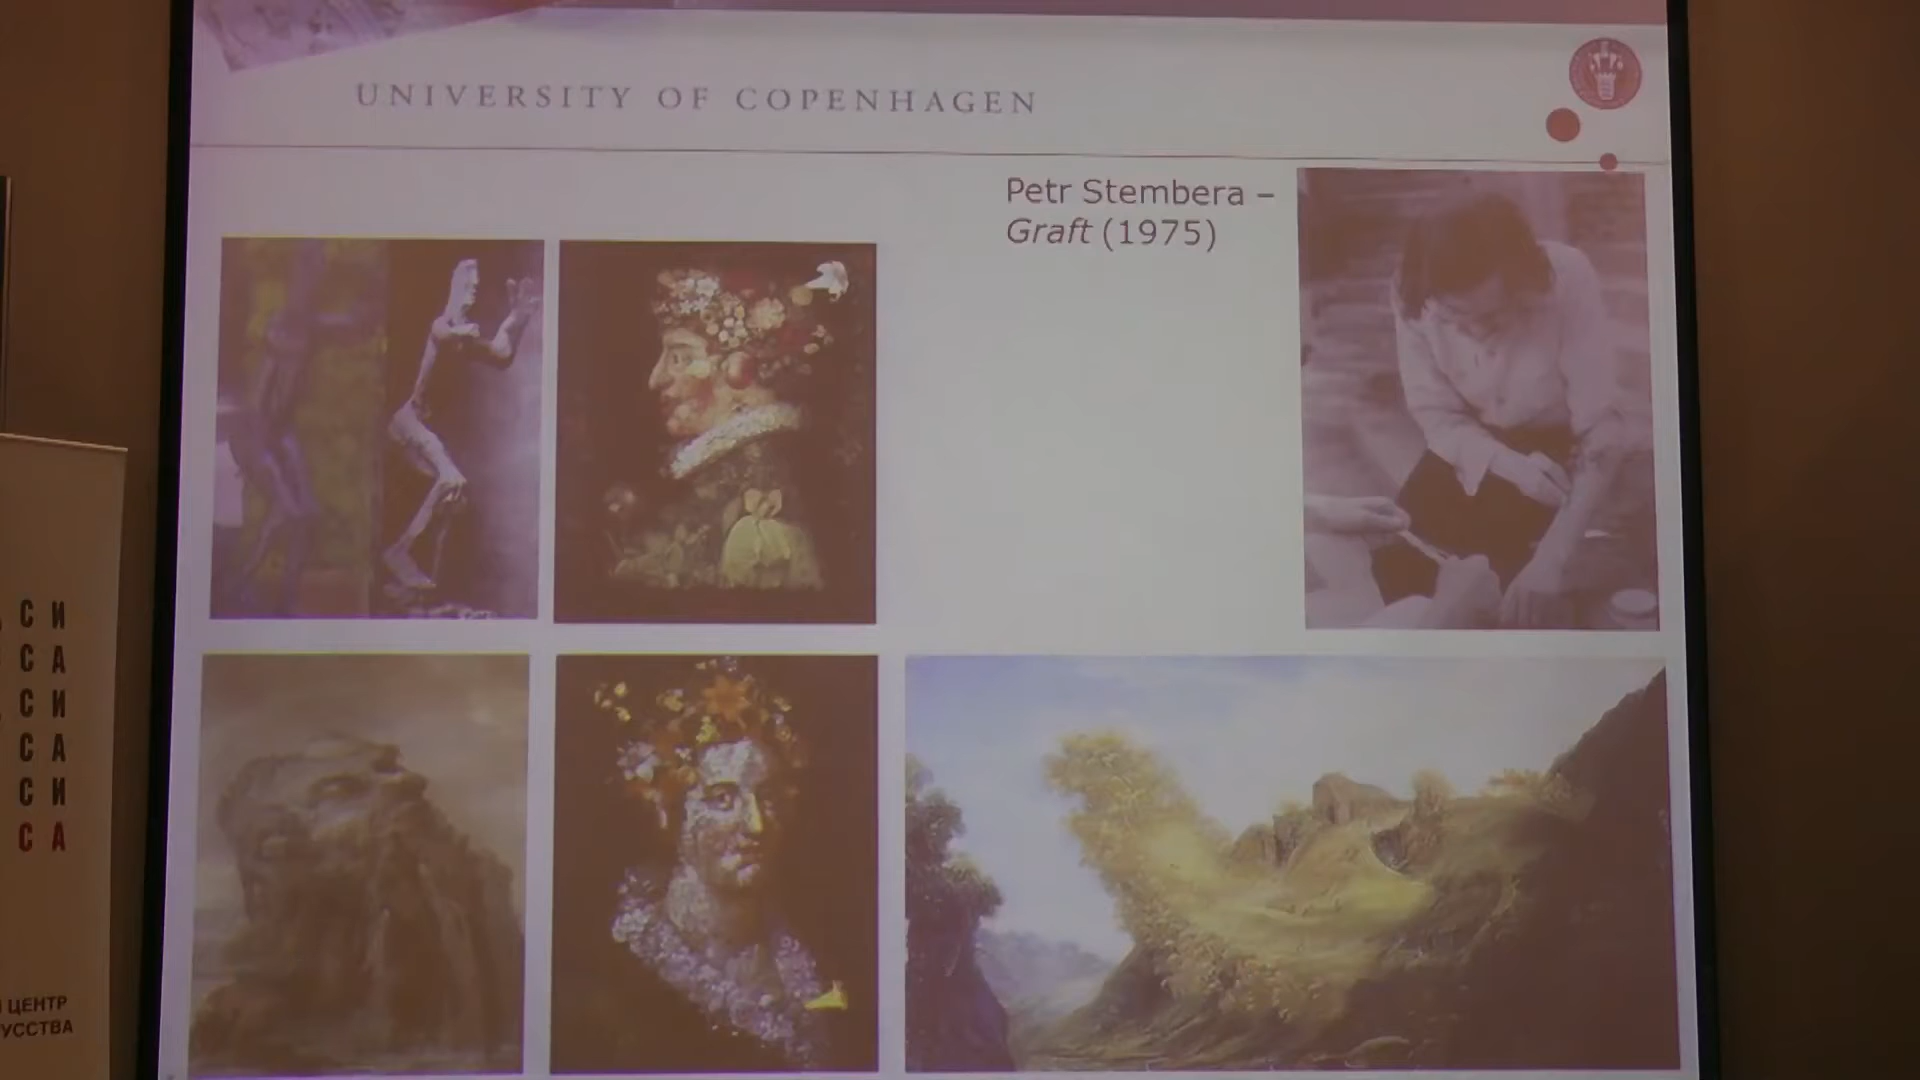 UNIVERSITY OF COPENHAGEN
Petr Stembera –
Graft (1975)
С И
С А
С И
С А
С И
С А
ЦЕНТР
УССТВА